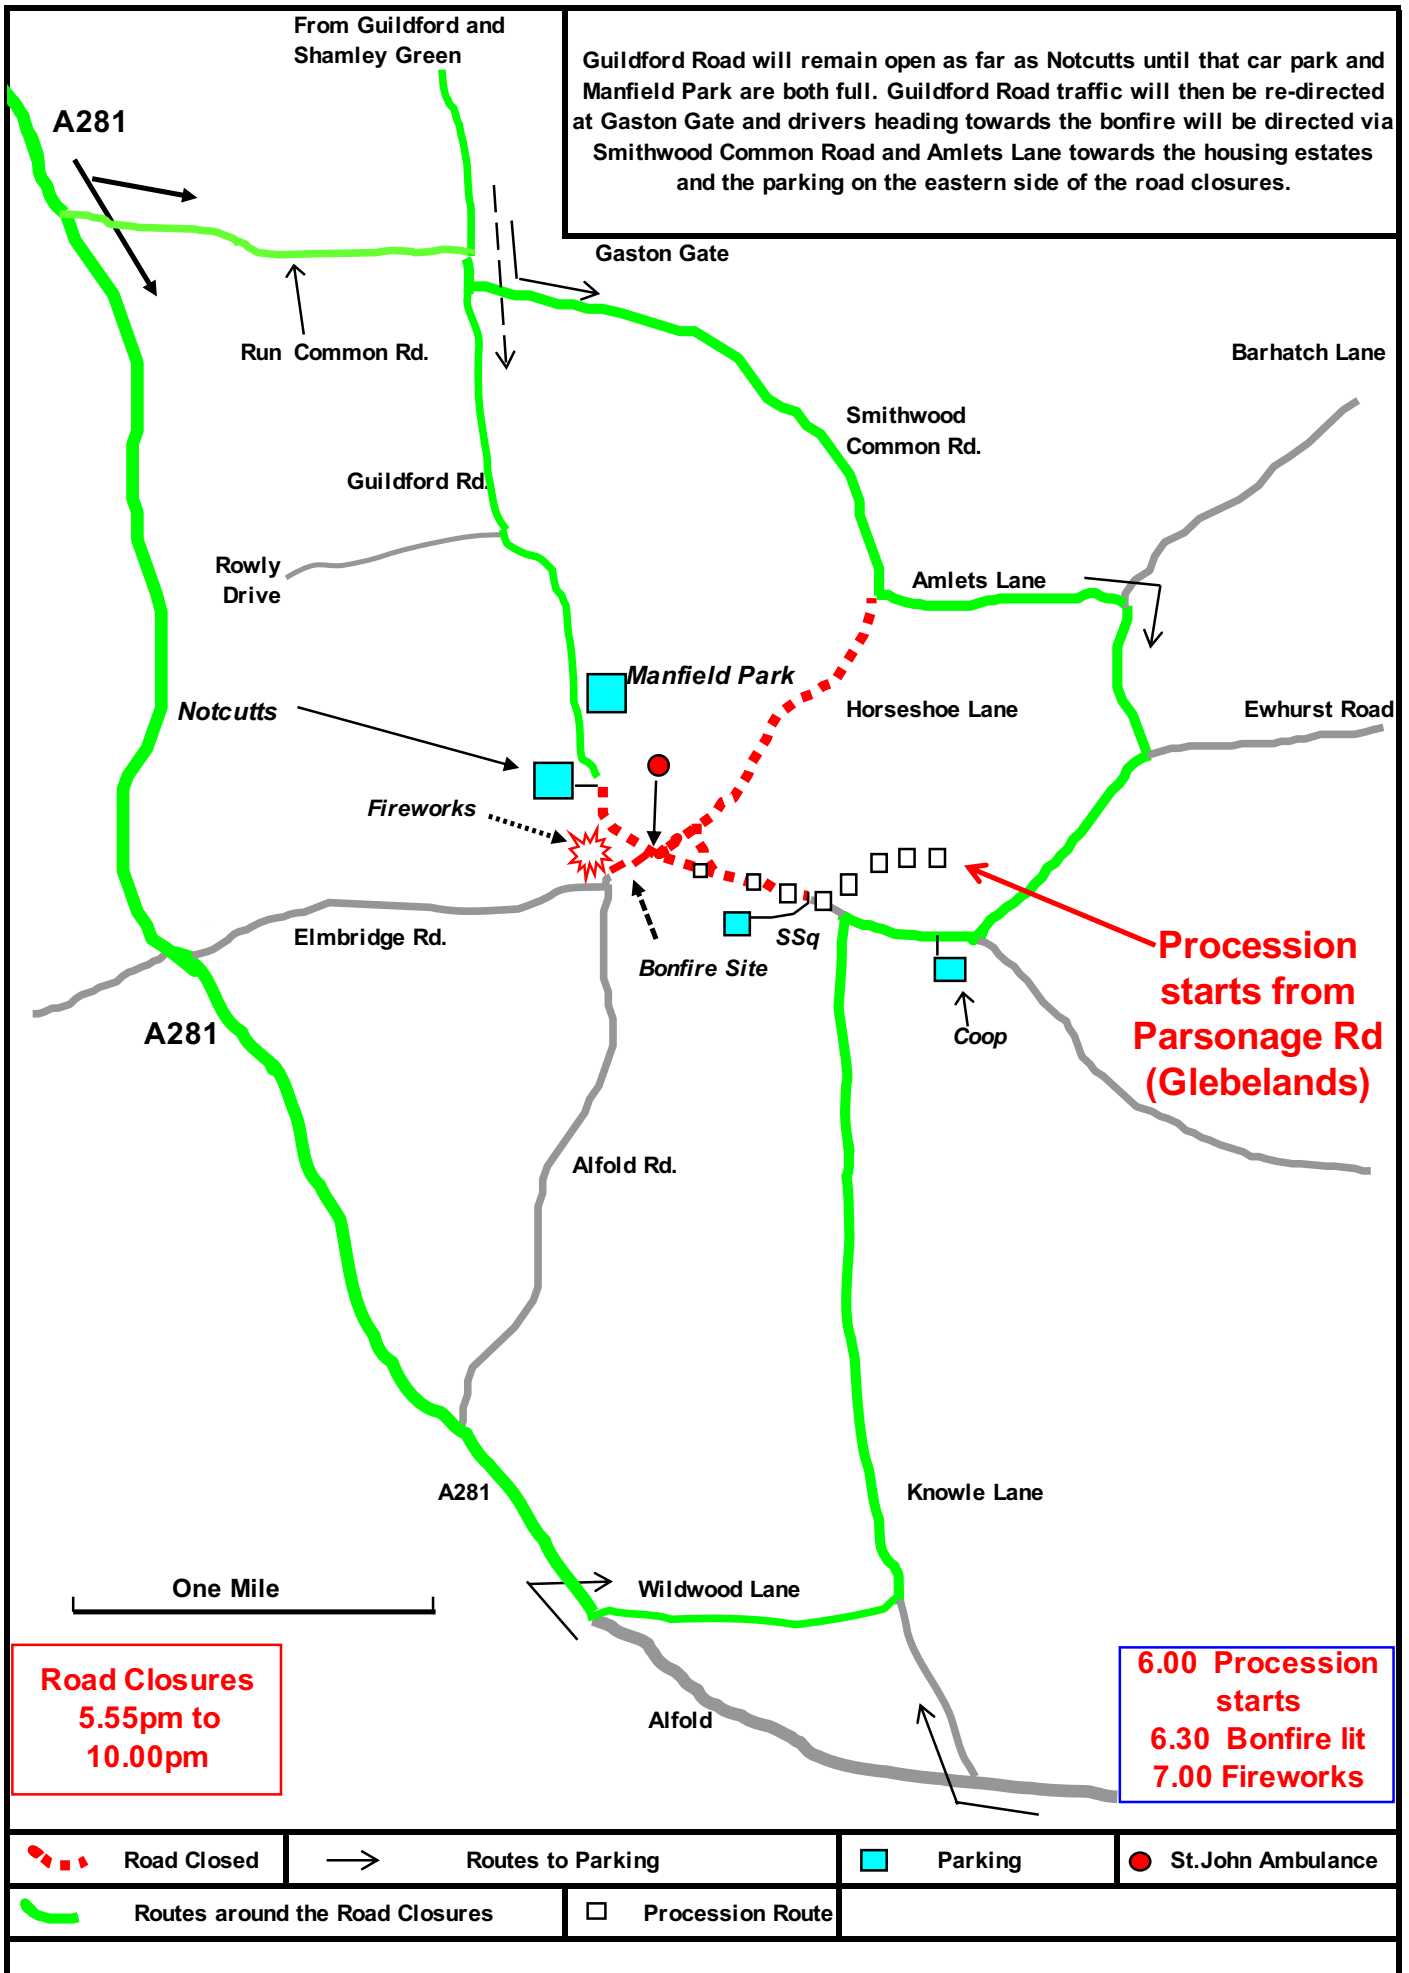 From Guildford and
Shamley Green
Guildford Road will remain open as far as Notcutts until that car park and
Manfield Park are both full. Guildford Road traffic will then be re-directed
at Gaston Gate and drivers heading towards the bonfire will be directed via
Smithwood Common Road and Amlets Lane towards the housing estates
and the parking on the eastern side of the road closures.
A281
Gaston Gate
Run Common Rd.
Barhatch Lane
Smithwood
Common Rd.
Guildford Rd.
Rowly
Drive
Amlets Lane
Manfield Park
Notcutts
Horseshoe Lane
Ewhurst Road
Fireworks
Elmbridge Rd.
SSq
Bonfire Site
Procession
starts from
Parsonage Rd
(Glebelands)
A281
Coop
Alfold Rd.
A281
Knowle Lane
One Mile
Wildwood Lane
Road Closures
5.55pm to
10.00pm
Alfold
6.00 Procession
starts
6.30 Bonfire lit
7.00 Fireworks
Road Closed
Routes to Parking
Parking
St.John Ambulance
Routes around the Road Closures
Procession Route